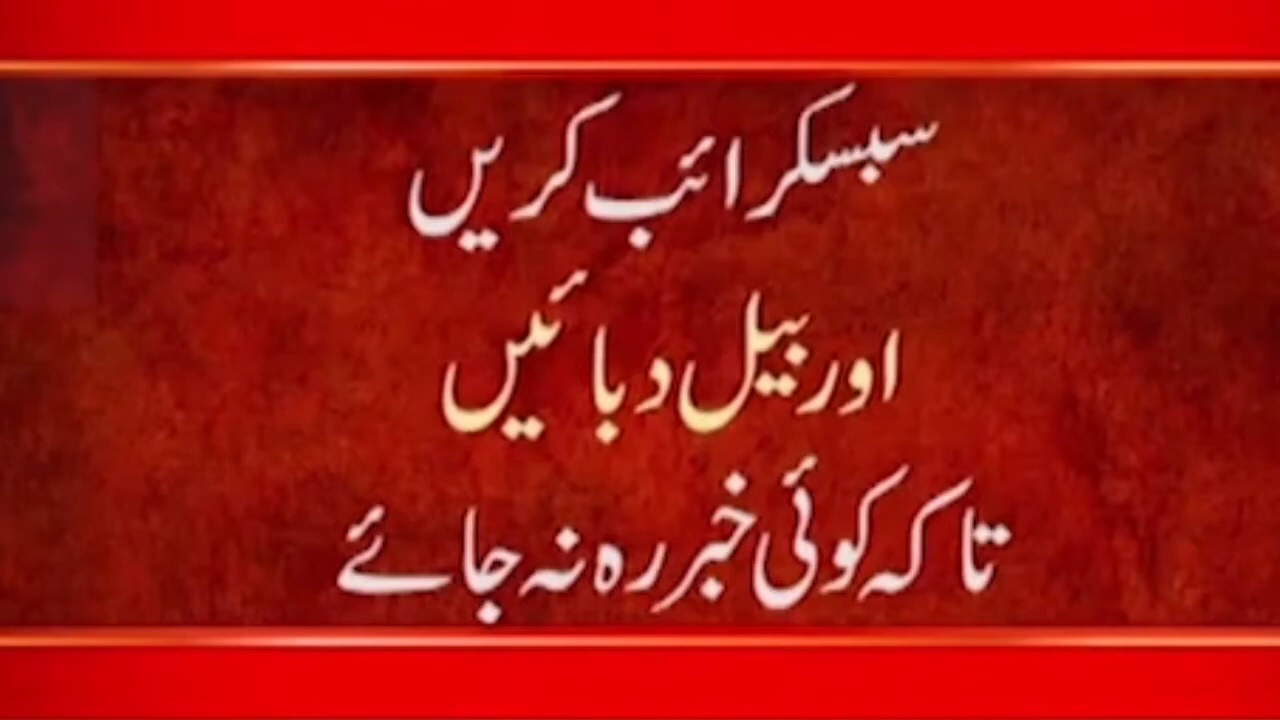 سبسکرائب کریں
اور بیل دبائیں
تاکہ کوئی خبر رہ نہ جائے